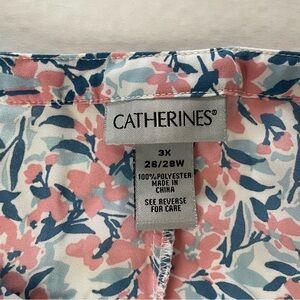 CATHERINES®
3X
26/28W
100%POLYESTER
MADE IN
CHINA
SEE REVERSE
FOR CARE